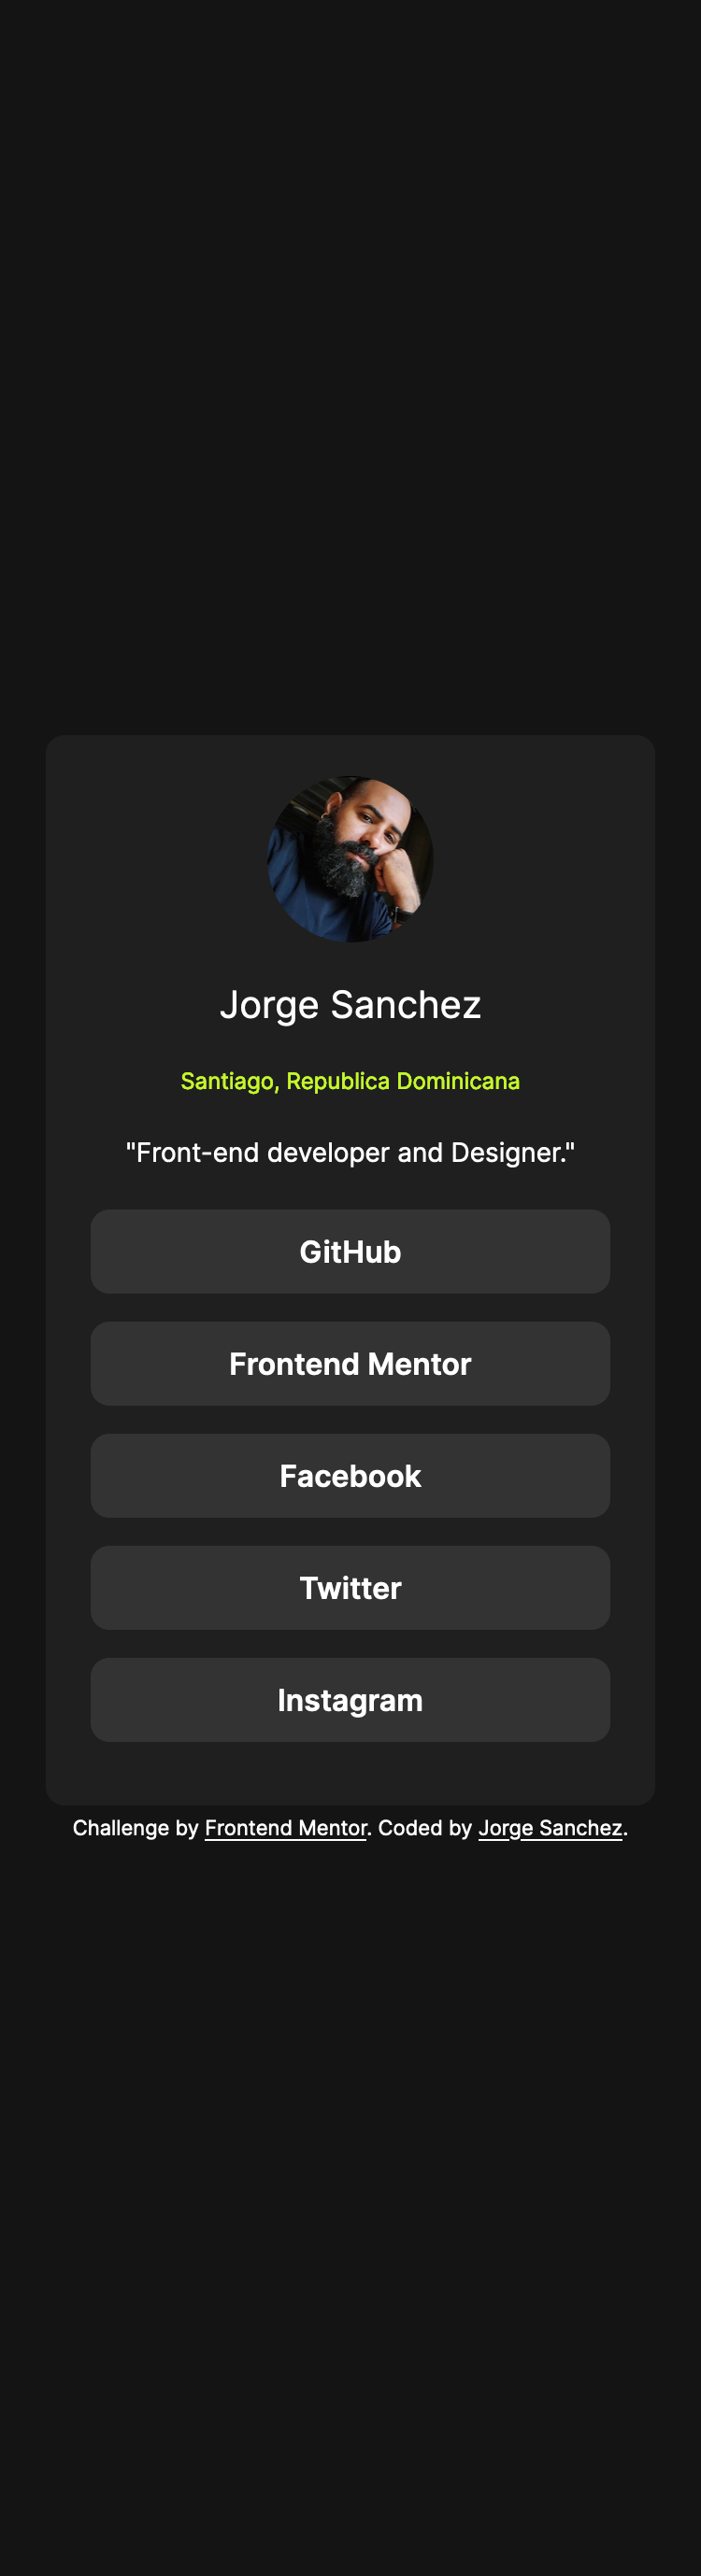 Jorge Sanchez
Santiago, Republica Dominicana
"Front-end developer and Designer."
GitHub
Frontend Mentor
Facebook
Twitter
Instagram
Challenge by Frontend Mentor. Coded by Jorge Sanchez.